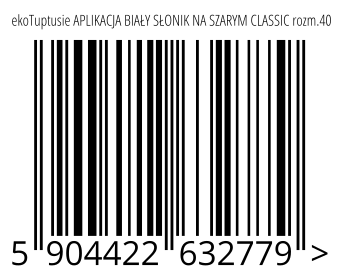 ekoTuptusie APLIKACJA BIAŁY SŁONIK NA SZARYM CLASSIC rozm.40
5 904422 632779 >